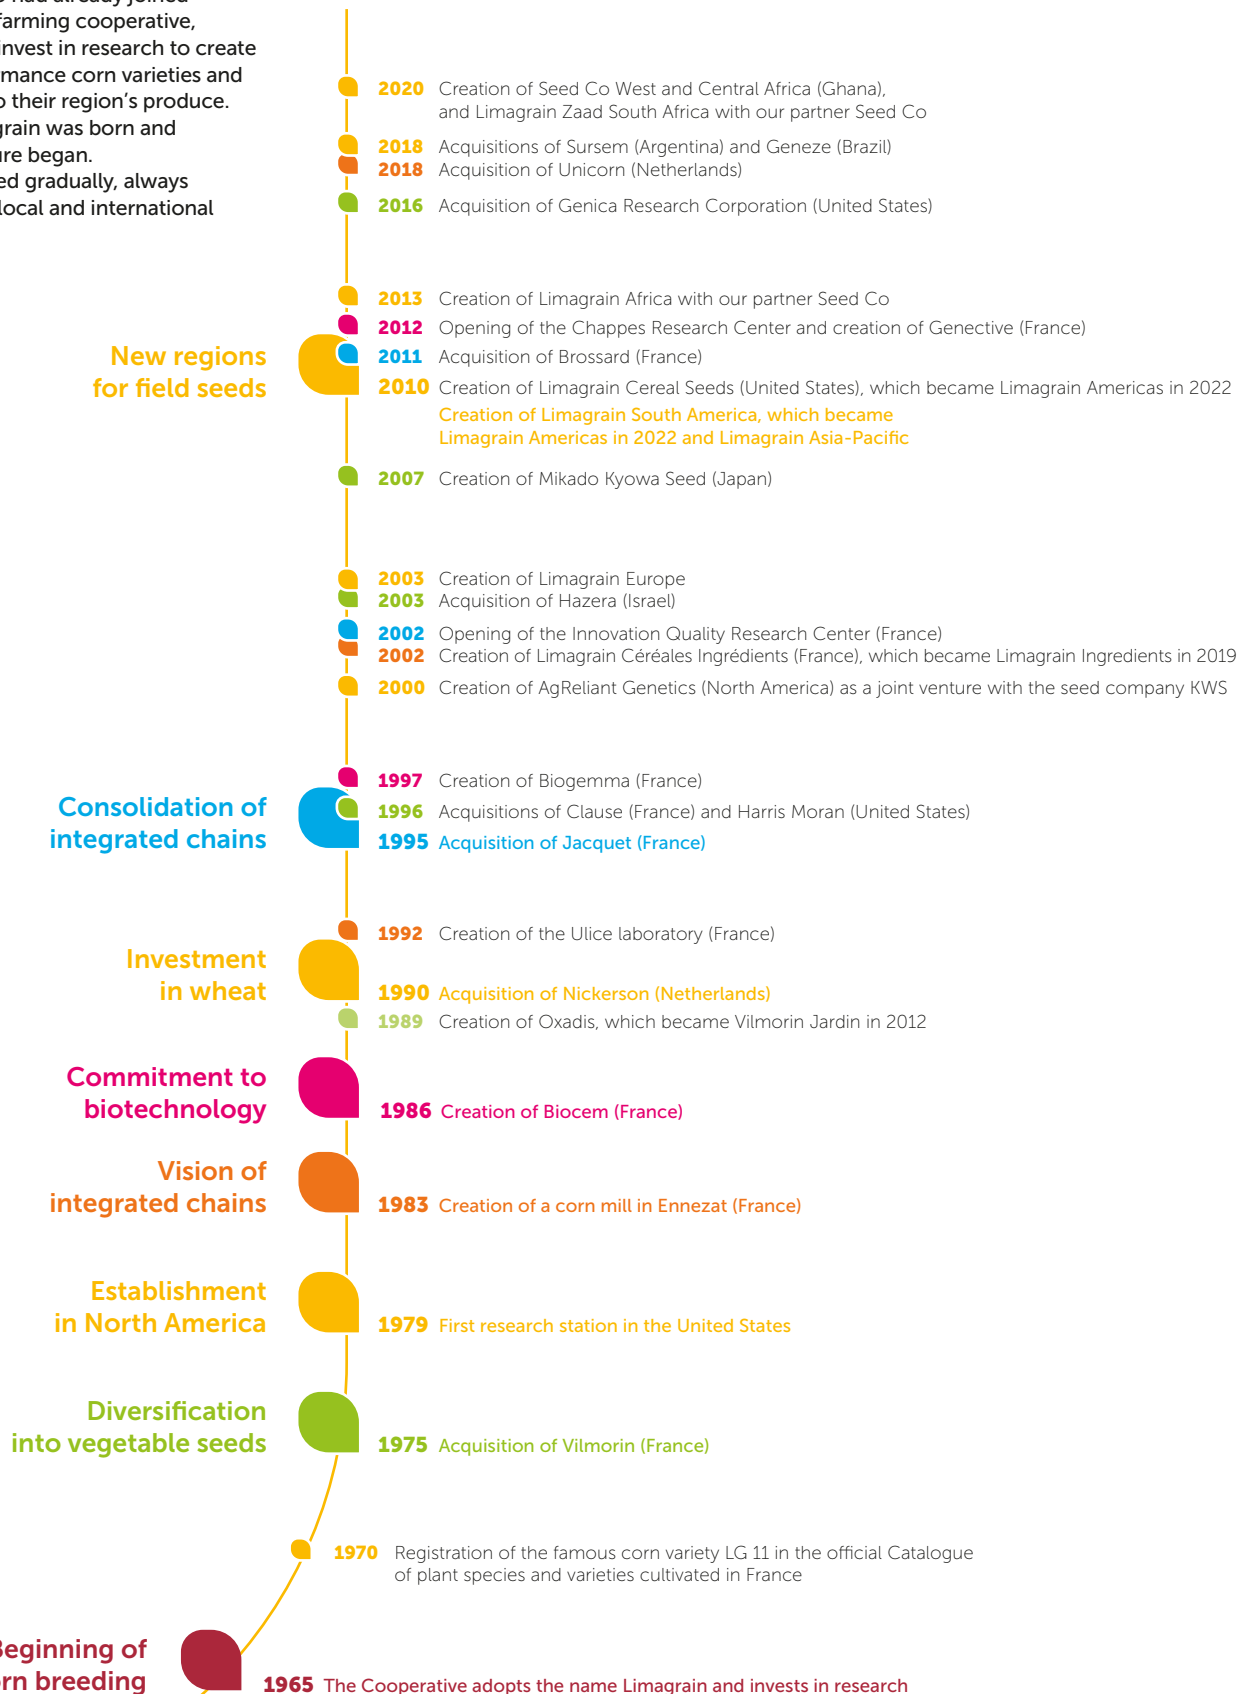 had already joined
farming cooperative,
invest in research to create
corn varieties and
their region's produce.
was born and
began.
gradually, always
local and international
2020 Creation of Seed Co West and Central Africa (Ghana),
and Limagrain Zaad South Africa with our partner Seed Co
2018 Acquisitions of Sursem (Argentina) and Geneze (Brazil)
2018 Acquisition of Unicorn (Netherlands)
2016 Acquisition of Genica Research Corporation (United States)
2013 Creation of Limagrain Africa with our partner Seed Co
2012 Opening of the Chappes Research Center and creation of Genective (France)
New regions
for field seeds
2011 Acquisition of Brossard (France)
2010 Creation of Limagrain Cereal Seeds (United States), which became Limagrain Americas in 2022
Creation of Limagrain South America, which became
Limagrain Americas in 2022 and Limagrain Asia-Pacific
2007 Creation of Mikado Kyowa Seed (Japan)
2003 Creation of Limagrain Europe
2003 Acquisition of Hazera (Israel)
2002 Opening of the Innovation Quality Research Center (France)
2002 Creation of Limagrain Céréales Ingrédients (France), which became Limagrain Ingredients in 2019
2000 Creation of AgReliant Genetics (North America) as a joint venture with the seed company KWS
1997 Creation of Biogemma (France)
Consolidation of
integrated chains
1996 Acquisitions of Clause (France) and Harris Moran (United States)
1995 Acquisition of Jacquet (France)
1992 Creation of the Ulice laboratory (France)
Investment
in wheat
1990 Acquisition of Nickerson (Netherlands)
1989 Creation of Oxadis, which became Vilmorin Jardin in 2012
Commitment to
biotechnology
1986 Creation of Biocem (France)
Vision of
integrated chains
1983 Creation of a corn mill in Ennezat (France)
Establishment
in North America
1979 First research station in the United States
Diversification
into vegetable seeds
1975 Acquisition of Vilmorin (France)
1970 Registration of the famous corn variety LG 11 in the official Catalogue
of plant species and varieties cultivated in France
Beginning of
breeding
1965 The Cooperative adopts the name Limagrain and invests in research